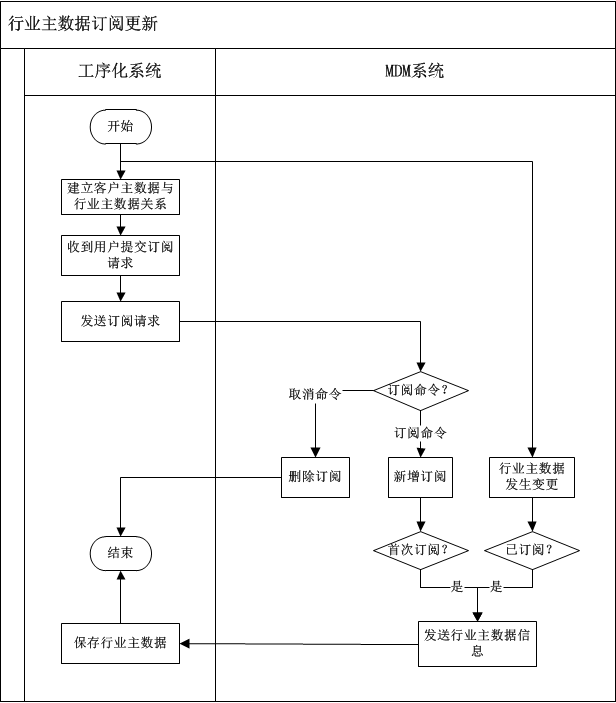 行业主数据订阅更新
工序化系统
MDM系统
开始
建立客户主数据与
行业主数据关系
收到用户提交订阅
请求
发送订阅请求
订阅命令？
取消命令
订阅命令
删除订阅
新增订阅
行业主数据
发生变更
结束
首次订阅？
已订阅？
是
是
保存行业主数据
发送行业主数据信
息